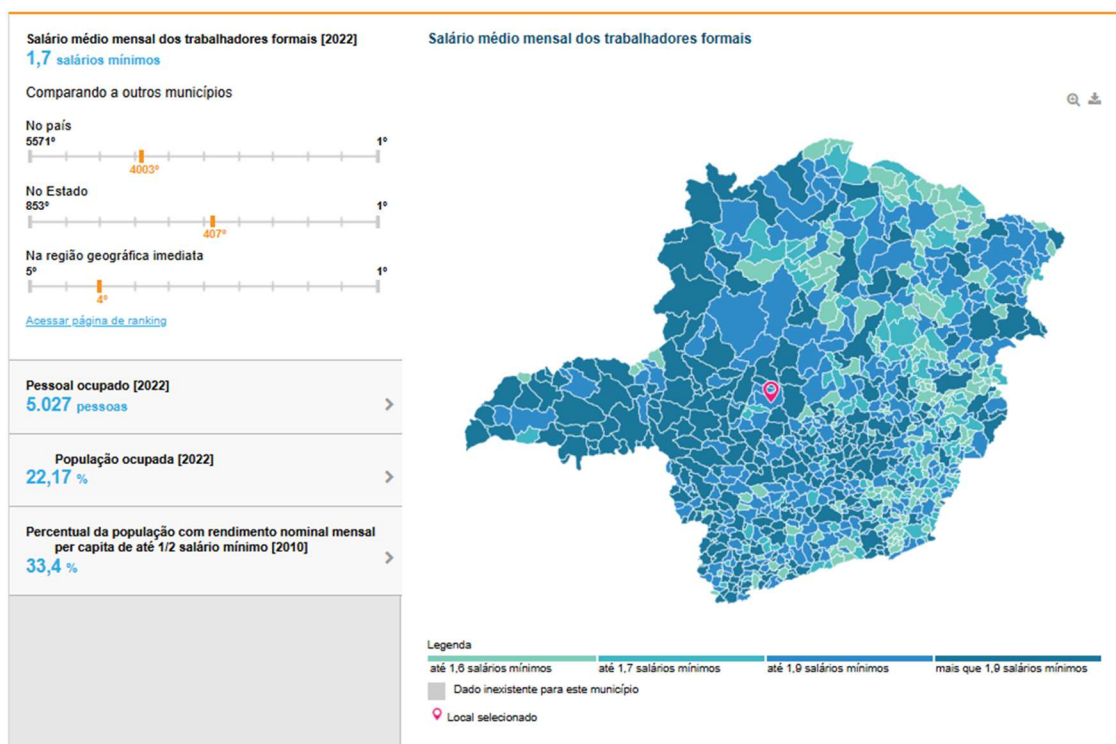 Salário médio mensal dos trabalhadores formais [2022]
1,7 salários mínimos
Comparando a outros municípios
No país
5571º 1º
4003º
No Estado
853º 1º
407º
Na região geográfica imediata
5º 1º
4º
Acessar página de ranking
Pessoal ocupado [2022]
5.027 pessoas
População ocupada [2022]
22,17 %
Percentual da população com rendimento nominal mensal
per capita de até 1/2 salário mínimo [2010]
33,4 %
Salário médio mensal dos trabalhadores formais
Legenda
até 1,6 salários mínimos
até 1,7 salários mínimos
até 1,9 salários mínimos
mais que 1,9 salários mínimos
Dado inexistente para este município
Local selecionado